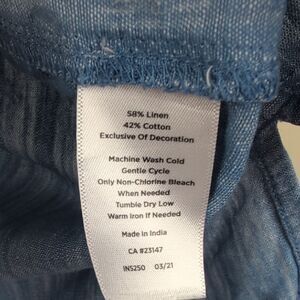 58% Linen
42% Cotton
Exclusive Of Decoration
Machine Wash Cold
Gentle Cycle
Only Non-Chlorine Bleach
When Needed
Tumble Dry Low
Warm Iron If Needed
Made in India
CA #23147
INS250 03/21